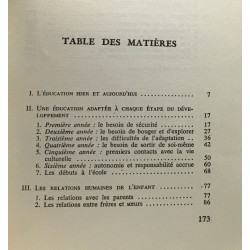 TABLE DES MATIÈRES
I. L'ÉDUCATION HIER ET AUJOURD'HUI 7
II. UNE ÉDUCATION ADAPTÉE À CHAQUE ÉTAPE DU DÉVE-
LOPPEMENT 17
1. Première année : le besoin de sécurité 17
2. Deuxième année : le besoin de bouger et d'explorer 27
3. Troisième année : les difficultés de l'adaptation 36
4. Quatrième année : le besoin de sortir de soi-même 41
5. Cinquième année : premiers contacts avec la vie
culturelle 50
6. Sixième année : autonomie et responsabilité accrue 60
7. Les débuts à l'école 68
III. LES RELATIONS HUMAINES DE L'ENFANT 77
1. Les relations avec les parents 77
2. Les relations entre frères et sœurs 86
173